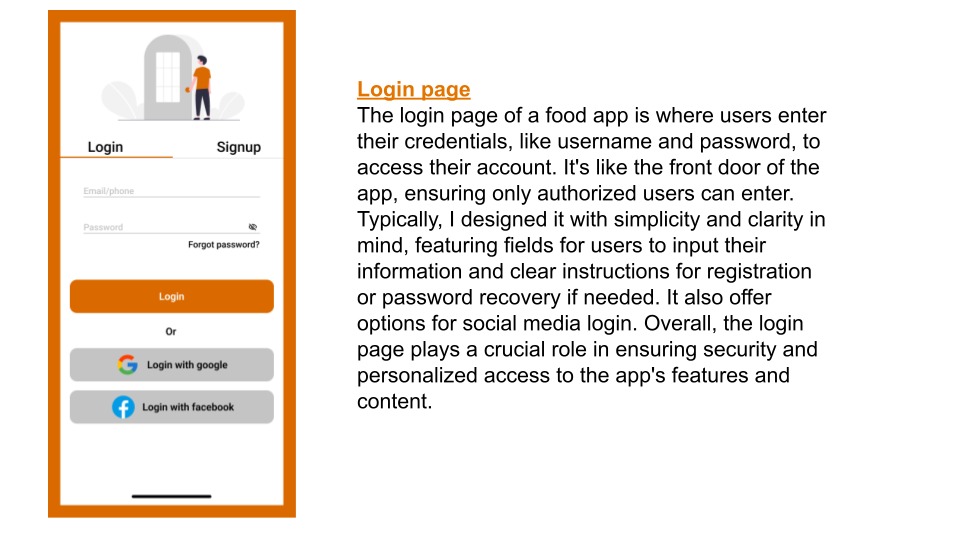 Login
Signup
Email/phone
Password
Forgot password?
Login
Or
Login with google
Login with facebook
Login page
The login page of a food app is where users enter
their credentials, like username and password, to
access their account. It's like the front door of the
app, ensuring only authorized users can enter.
Typically, I designed it with simplicity and clarity in
mind, featuring fields for users to input their
information and clear instructions for registration
or password recovery if needed. It also offer
options for social media login. Overall, the login
page plays a crucial role in ensuring security and
personalized access to the app's features and
content.